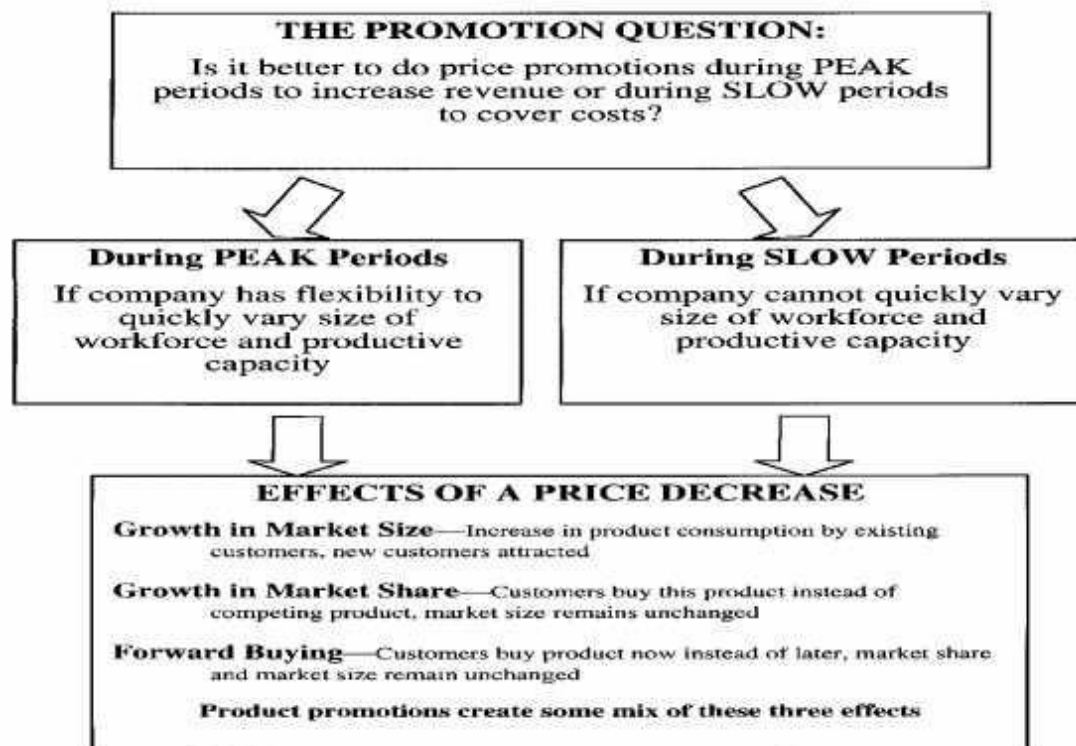 THE PROMOTION QUESTION:
Is it better to do price promotions during PEAK
periods to increase revenue or during SLOW periods
to cover costs?
During PEAK Periods
If company has flexibility to
quickly vary size of
workforce and productive
capacity
During SLOW Periods
If company cannot quickly vary
size of workforce and
productive capacity
EFFECTS OF A PRICE DECREASE
Growth in Market Size—Increase in product consumption by existing
customers, new customers attracted
Growth in Market Share—Customers buy this product instead of
competing product, market size remains unchanged
Forward Buying—Customers buy product now instead of later, market share
and market size remain unchanged
Product promotions create some mix of these three effects